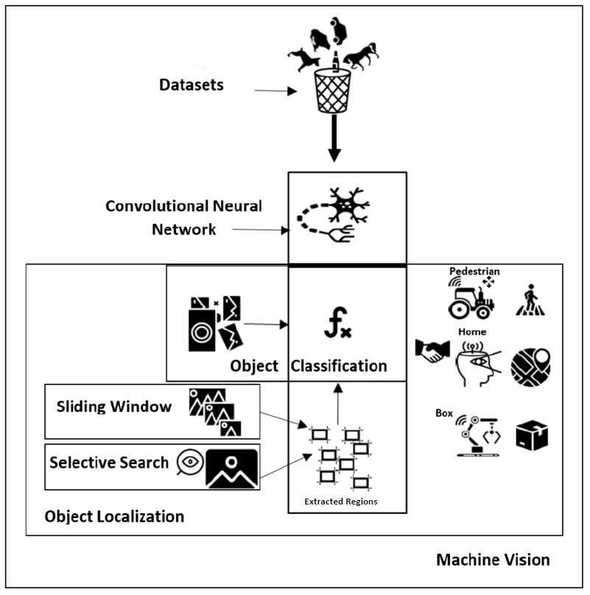 Datasets
Convolutional Neural
Network
Pedestrian
fx
Home
Object Classification
Sliding Window
Box
Selective Search
Extracted Regions
Object Localization
Machine Vision